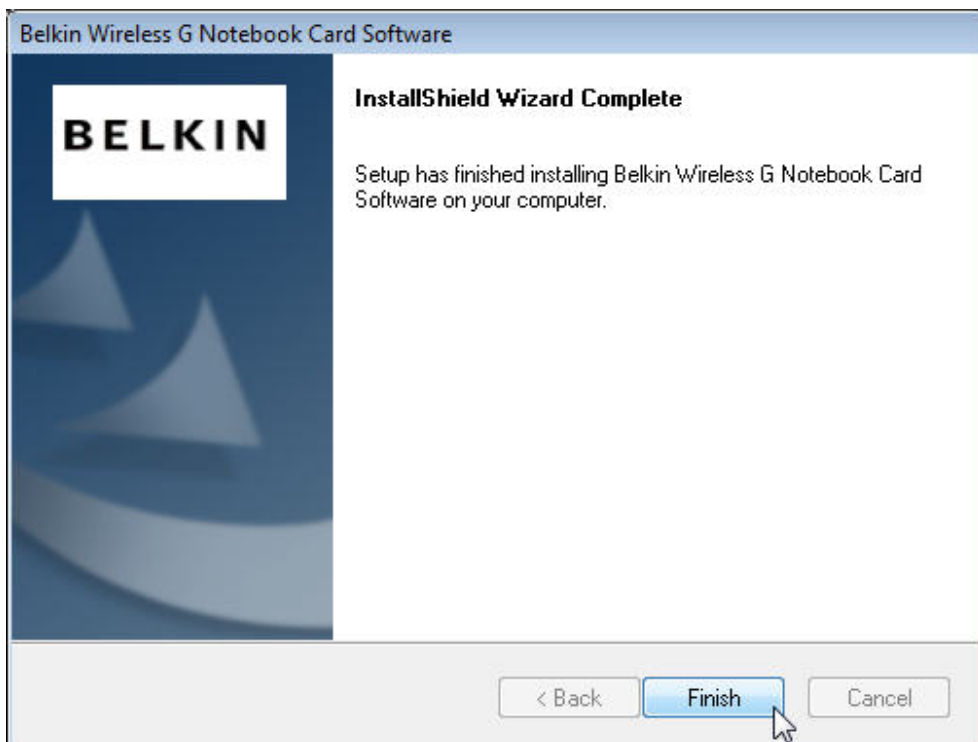 Belkin Wireless G Notebook Card Software
BELKIN
InstallShield Wizard Complete
Setup has finished installing Belkin Wireless G Notebook Card
Software on your computer.
< Back
Finish
Cancel